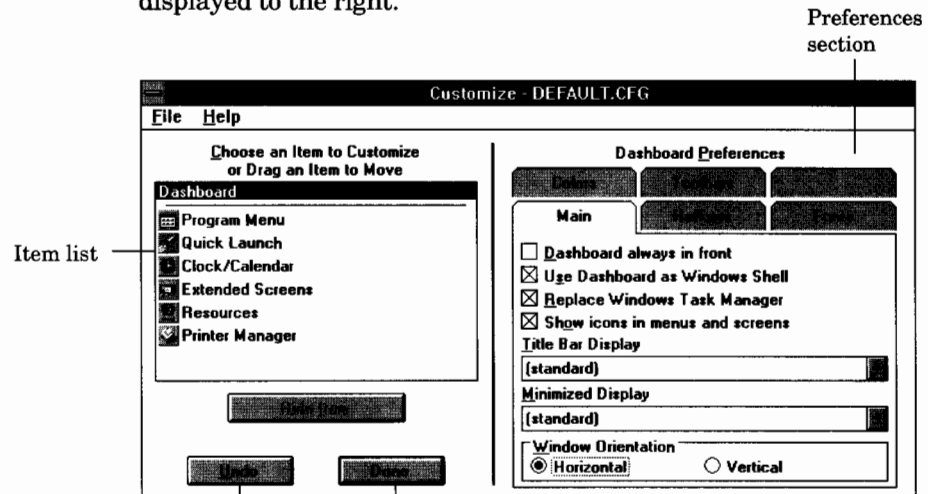 displayed to the right.
Preferences
section
Customize - DEFAULT.CFG
File Help
Choose an Item to Customize
or Drag an Item to Move
Dashboard
Program Menu
Quick Launch
Clock/Calendar
Extended Screens
Resources
Printer Manager
Item list
Undo
Dashboard Preferences
Main
Dashboard always in front
Use Dashboard as Windows Shell
Replace Windows Task Manager
Show icons in menus and screens
Title Bar Display
(standard)
Minimized Display
(standard)
Window Orientation
Horizontal Vertical